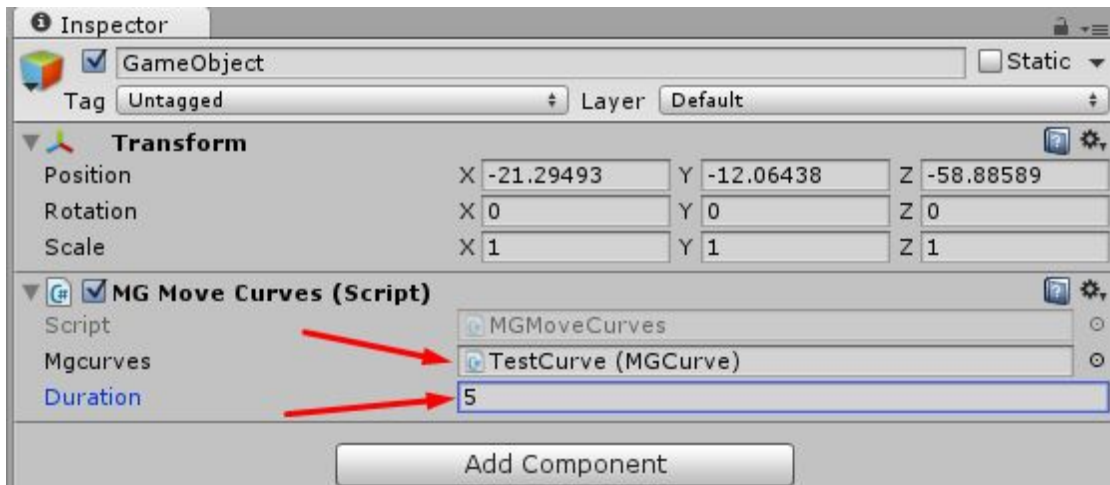 Inspector
GameObject Static
Tag Untagged Layer Default
Transform
Position X -21.29493 Y -12.06438 Z -58.88589
Rotation X 0 Y 0 Z 0
Scale X 1 Y 1 Z 1
MG Move Curves (Script)
Script MGMoveCurves
Mgcurves TestCurve (MGCurve)
Duration 5
Add Component